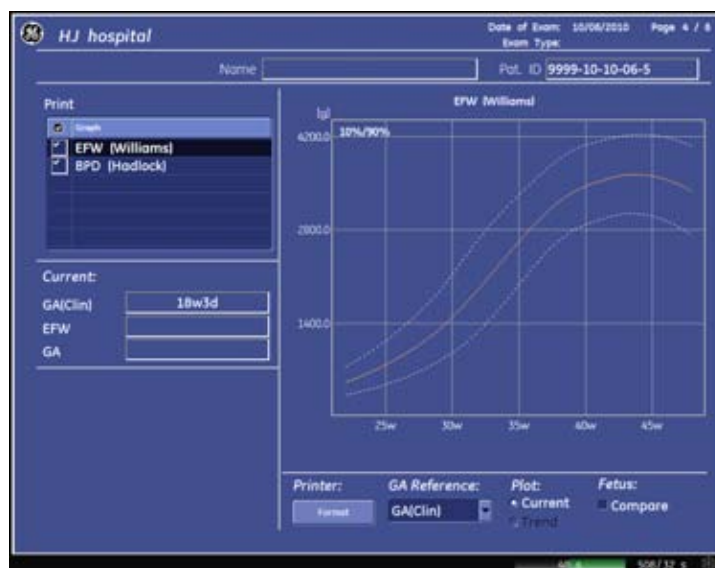 HJ hospital
Date of Exam: 10/06/2010 Page 4 / 6
Exam Type:
Name
Pat. ID 9999-10-10-06-5
Print
Graph
EFW (Williams)
BPD (Hadlock)
Current:
GA(Clin) 18w3d
EFW
GA
EFW (Williams)
[g]
10%/90%
4200.0
2800.0
1400.0
25w 30w 35w 40w 45w
Printer: GA Reference: Plot: Fetus:
Format GA(Clin) Current Compare
Trend
508/12 s